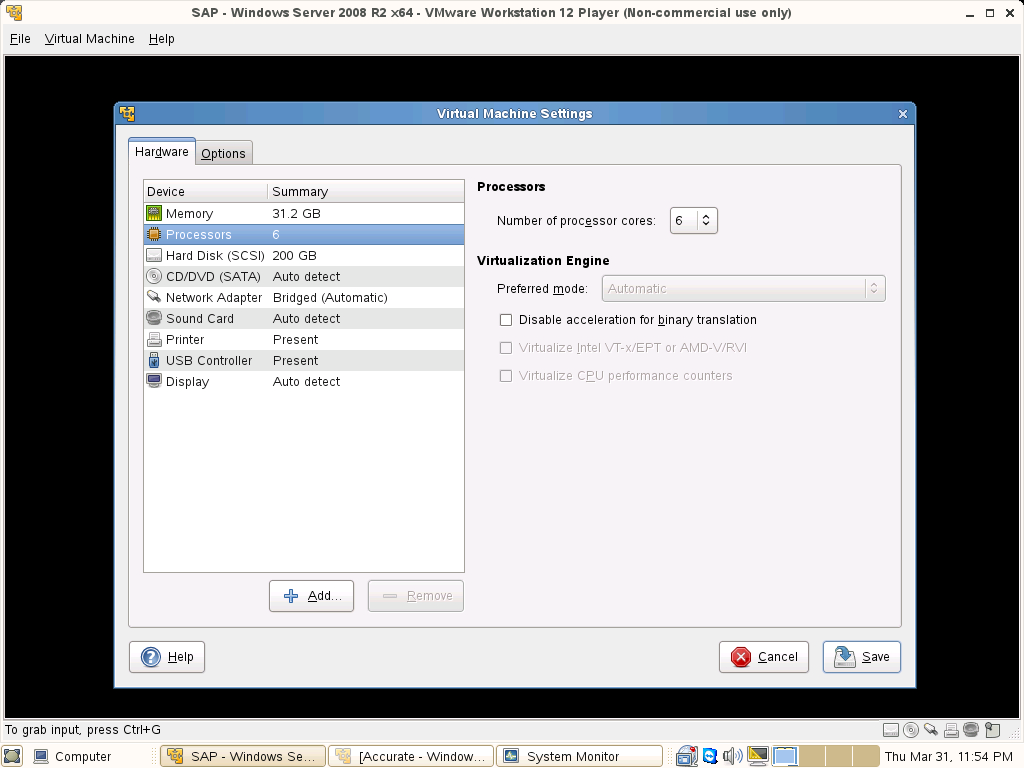 SAP - Windows Server 2008 R2 x64 - VMware Workstation 12 Player (Non-commercial use only)
File Virtual Machine Help
Virtual Machine Settings
Hardware Options
Device Summary
Memory 31.2 GB
Processors 6
Hard Disk (SCSI) 200 GB
CD/DVD (SATA) Auto detect
Network Adapter Bridged (Automatic)
Sound Card Auto detect
Printer Present
USB Controller Present
Display Auto detect
Add... Remove
Processors
Number of processor cores: 6
Virtualization Engine
Preferred mode: Automatic
Disable acceleration for binary translation
Virtualize Intel VT-x/EPT or AMD-V/RVI
Virtualize CPU performance counters
Help Cancel Save
To grab input, press Ctrl+G
Computer SAP - Windows Se... [Accurate - Window... System Monitor Thu Mar 31, 11:54 PM